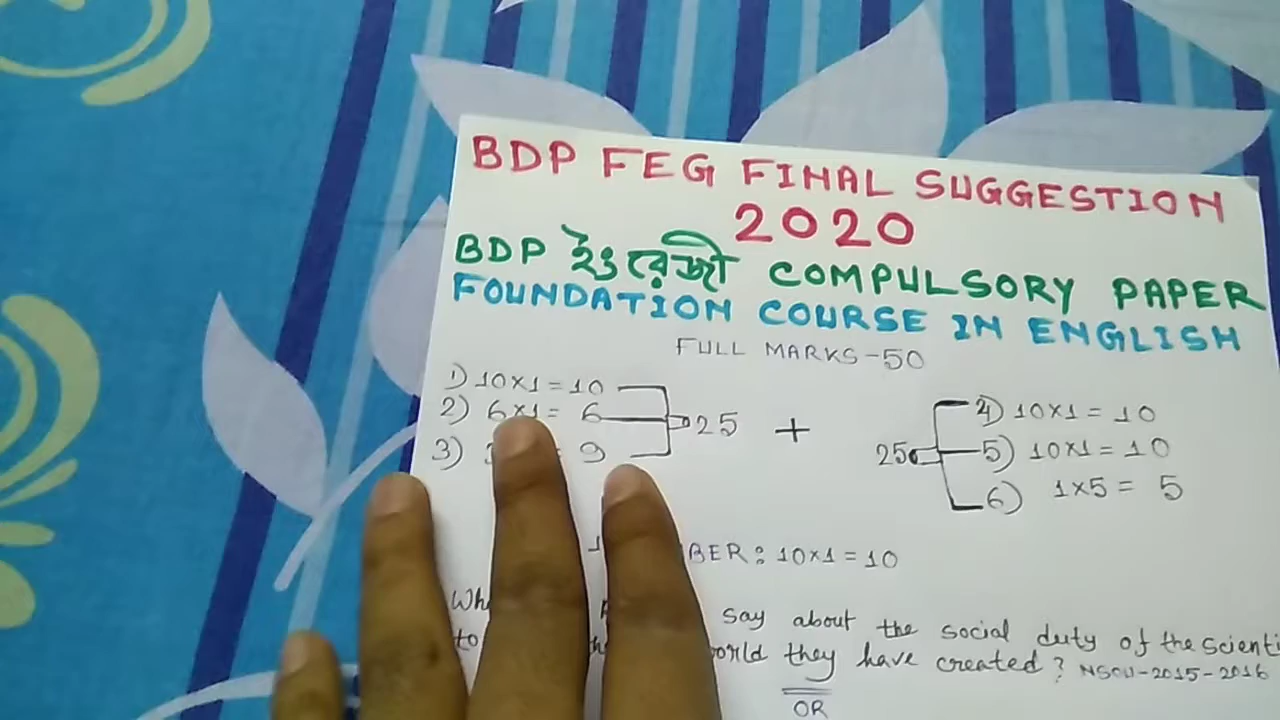 BDP FEG FINAL SUGGESTION
2020
BDP ইংরেজী COMPULSORY PAPER
FOUNDATION COURSE IN ENGLISH
FULL MARKS-50
1) 10×1=10
2) 6×1= 6
3) = 9
25 + 25
4) 10×1= 10
5) 10×1= 10
6) 1×5= 5
: 10×1=10
say about the social duty of the
to they have created? NSOU-2015-2016
OR